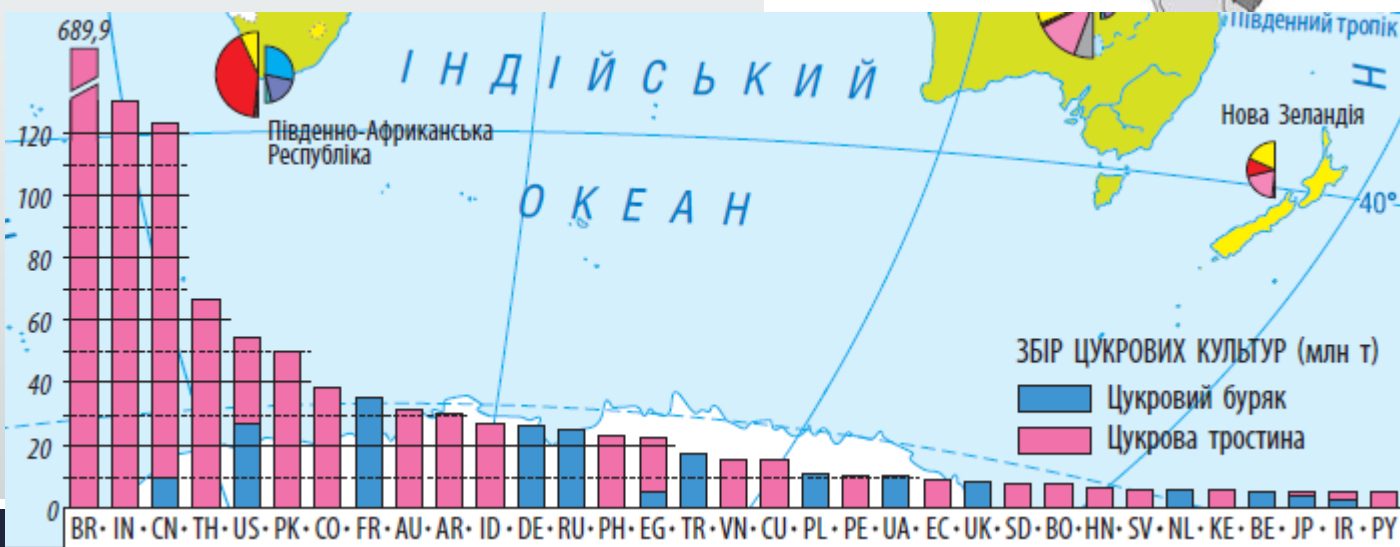 689,9
Південний тропік
ІНДІЙСЬКИЙ
Н
Нова Зеландія
Південно-Африканська
Республіка
120
100
ОКЕАН
40°
80
60
ЗБІР ЦУКРОВИХ КУЛЬТУР (млн т)
40
Цукровий буряк
Цукрова тростина
20
0
BR · IN · CN · TH · US · PK · CO · FR · AU · AR · ID · DE · RU · PH · EG · TR · VN · CU · PL · PE · UA · EC · UK · SD · BO · HN · SV · NL · KE · BE · JP · IR · PY